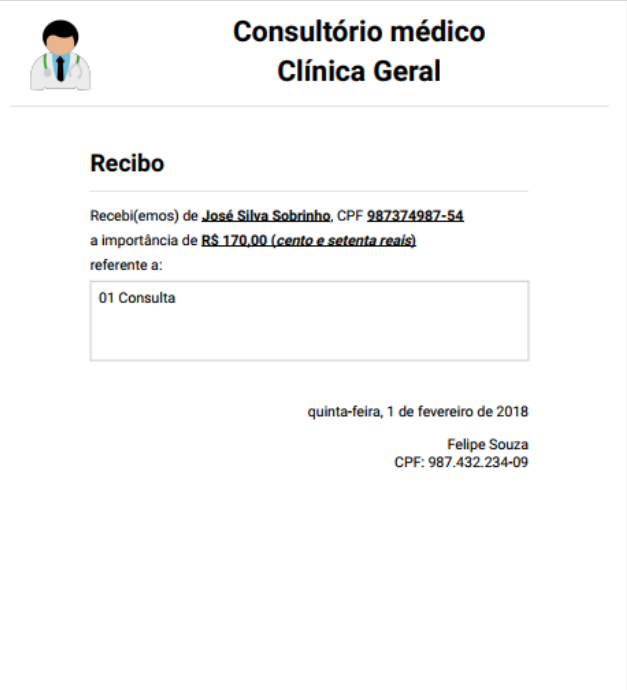 Consultório médico
Clínica Geral
Recibo
Recebi(emos) de José Silva Sobrinho, CPF 987374987-54
a importância de R$ 170,00 (cento e setenta reais)
referente a:
01 Consulta
quinta-feira, 1 de fevereiro de 2018
Felipe Souza
CPF: 987.432.234-09